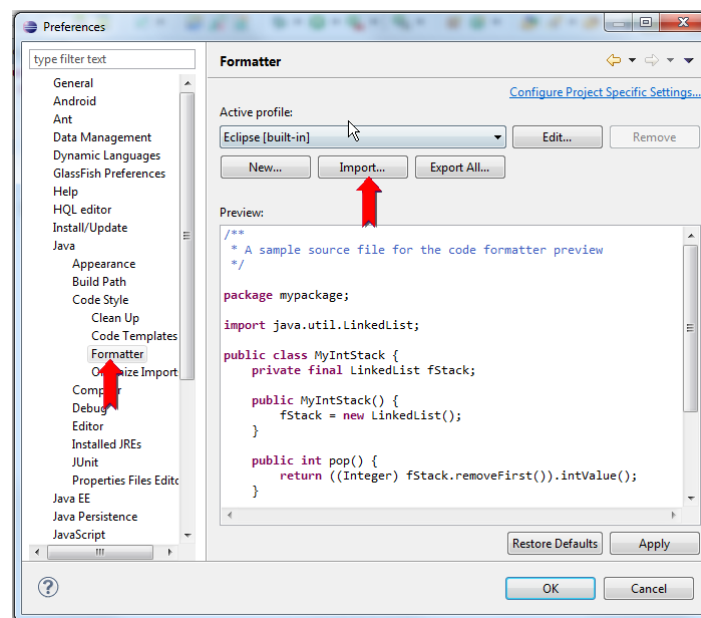 Preferences
type filter text
General
Android
Ant
Data Management
Dynamic Languages
GlassFish Preferences
Help
HQL editor
Install/Update
Java
Appearance
Build Path
Code Style
Clean Up
Code Templates
Formatter
Import
Debug
Editor
Installed JREs
JUnit
Properties Files Editc
Java EE
Java Persistence
JavaScript
Formatter
Configure Project Specific Settings...
Active profile:
Eclipse [built-in]
Edit...
Remove
New...
Import...
Export All...
Preview:
/**
* A sample source file for the code formatter preview
*/
package mypackage;
import java.util.LinkedList;
public class MyIntStack {
private final LinkedList fStack;
public MyIntStack() {
fStack = new LinkedList();
}
public int pop() {
return ((Integer) fStack.removeFirst()).intValue();
}
Restore Defaults
Apply
?
OK
Cancel